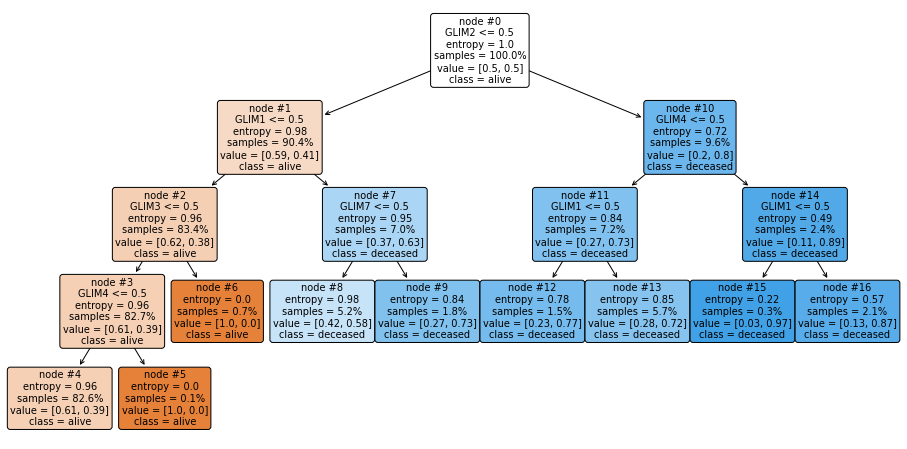 node #0
GLIM2 <= 0.5
entropy = 1.0
samples = 100.0%
value = [0.5, 0.5]
class = alive
node #1
GLIM1 <= 0.5
entropy = 0.98
samples = 90.4%
value = [0.59, 0.41]
class = alive
node #10
GLIM4 <= 0.5
entropy = 0.72
samples = 9.6%
value = [0.2, 0.8]
class = deceased
node #2
GLIM3 <= 0.5
entropy = 0.96
samples = 83.4%
value = [0.62, 0.38]
class = alive
node #7
GLIM7 <= 0.5
entropy = 0.95
samples = 7.0%
value = [0.37, 0.63]
class = deceased
node #11
GLIM1 <= 0.5
entropy = 0.84
samples = 7.2%
value = [0.27, 0.73]
class = deceased
node #14
GLIM1 <= 0.5
entropy = 0.49
samples = 2.4%
value = [0.11, 0.89]
class = deceased
node #3
GLIM4 <= 0.5
entropy = 0.96
samples = 82.7%
value = [0.61, 0.39]
class = alive
node #6
entropy = 0.0
samples = 0.7%
value = [1.0, 0.0]
class = alive
node #8
entropy = 0.98
samples = 5.2%
value = [0.42, 0.58]
class = deceased
node #9
entropy = 0.84
samples = 1.8%
value = [0.27, 0.73]
class = deceased
node #12
entropy = 0.78
samples = 1.5%
value = [0.23, 0.77]
class = deceased
node #13
entropy = 0.85
samples = 5.7%
value = [0.28, 0.72]
class = deceased
node #15
entropy = 0.22
samples = 0.3%
value = [0.03, 0.97]
class = deceased
node #16
entropy = 0.57
samples = 2.1%
value = [0.13, 0.87]
class = deceased
node #4
entropy = 0.96
samples = 82.6%
value = [0.61, 0.39]
class = alive
node #5
entropy = 0.0
samples = 0.1%
value = [1.0, 0.0]
class = alive